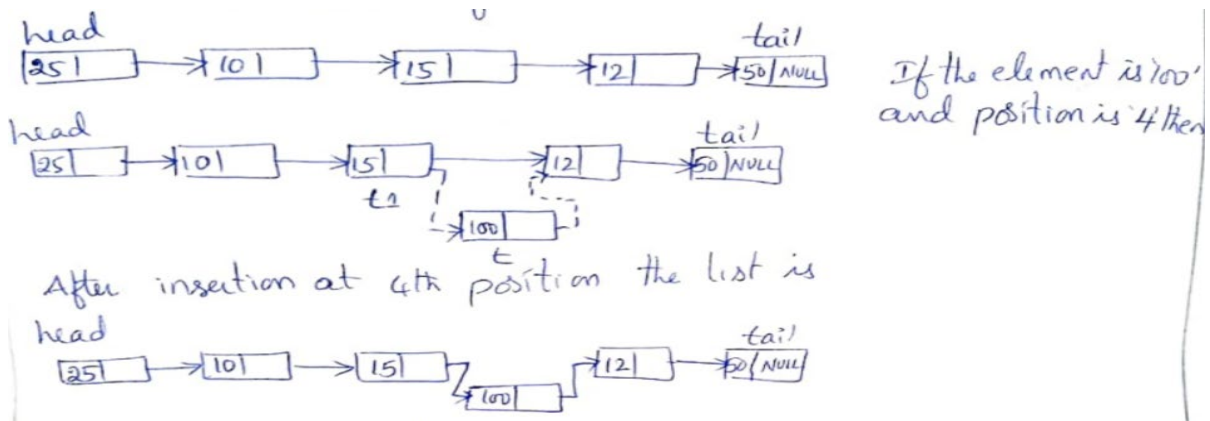 head
tail
25 10 15 12 50 NULL
If the element is '100'
and position is '4' then
head
tail
25 10 15 12 50 NULL
t1
100
t
After insertion at 4th position the list is
head
tail
25 10 15 12 50 NULL
100